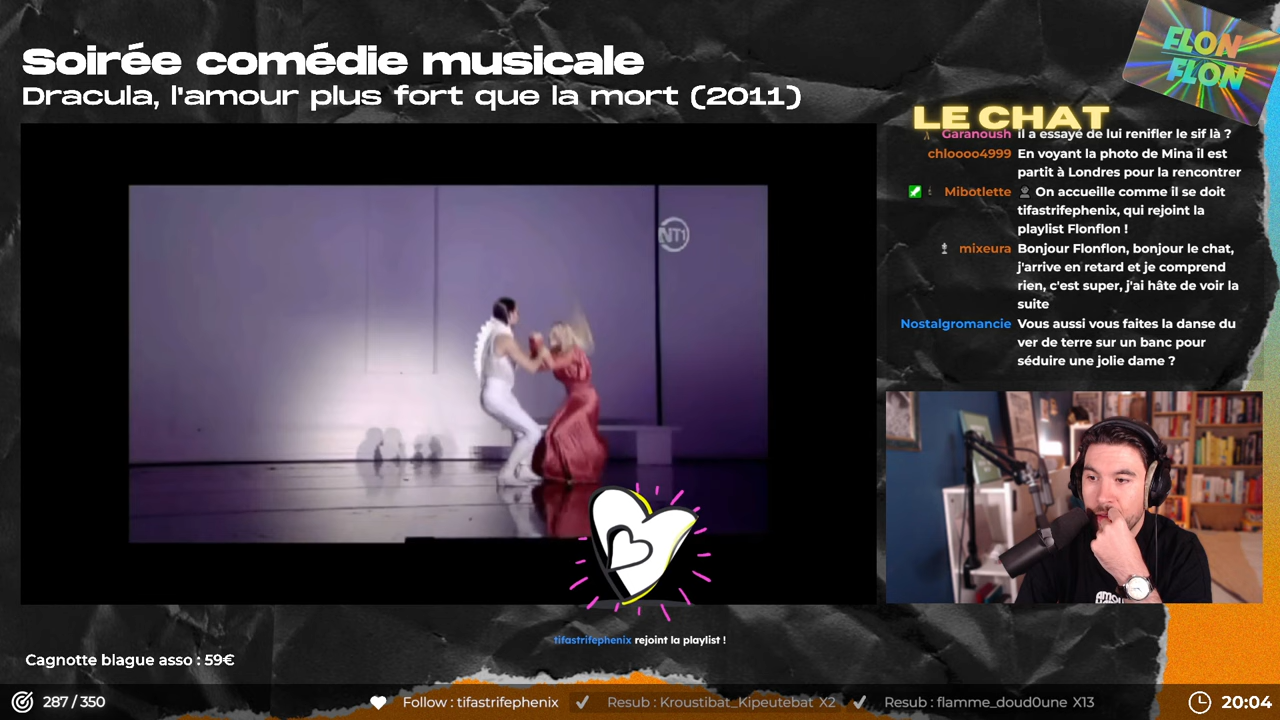 Soirée comédie musicale
Dracula, l'amour plus fort que la mort (2011)
FLON
FLON
LE CHAT
Garanoush il a essayé de lui renifler le sif là ?
chloooo4999 En voyant la photo de Mina il est
partit à Londres pour la rencontrer
Mibotlette On accueille comme il se doit
tifastrifephenix, qui rejoint la
playlist Flonflon !
mixeura Bonjour Flonflon, bonjour le chat,
j'arrive en retard et je comprend
rien, c'est super, j'ai hâte de voir la
suite
Nostalgromancie Vous aussi vous faites la danse du
ver de terre sur un banc pour
séduire une jolie dame ?
NT1
tifastrifephenix rejoint la playlist !
Cagnotte blague asso : 59€
287 / 350
Follow : tifastrifephenix
Resub : Kroustibat_Kipeutebat X2
Resub : flamme_doud0une X13
20:04